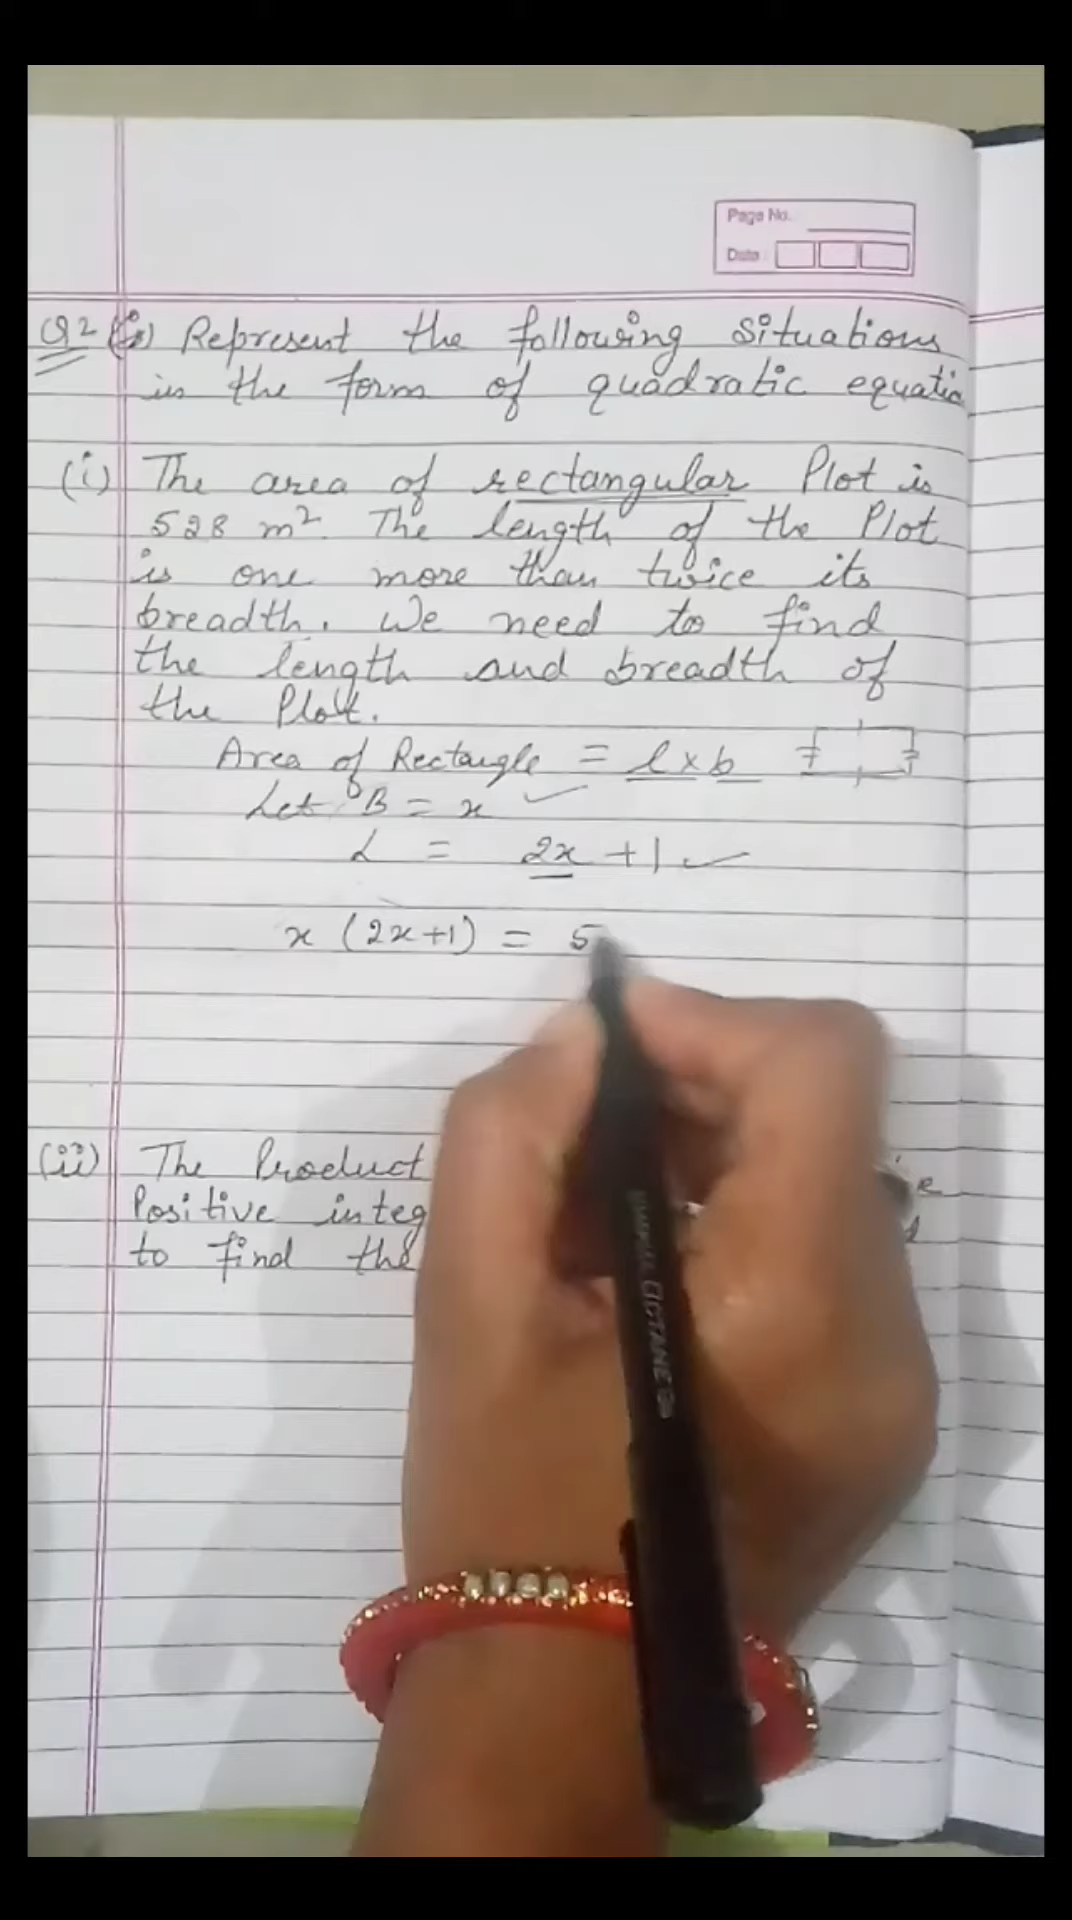 Page No.
Date :
Q2 (i) Represent the following situations
in the form of quadratic equatio
(i) The area of rectangular Plot is
528 m². The length of the Plot
is one more than twice its
breadth. We need to find
the length and breadth of
the Plot.
Area of Rectangle = l×b
Let B = x ✓
L = 2x + 1 ✓
x (2x+1) = 5
(ii) The Product
Positive integ
to find the
OCTANE